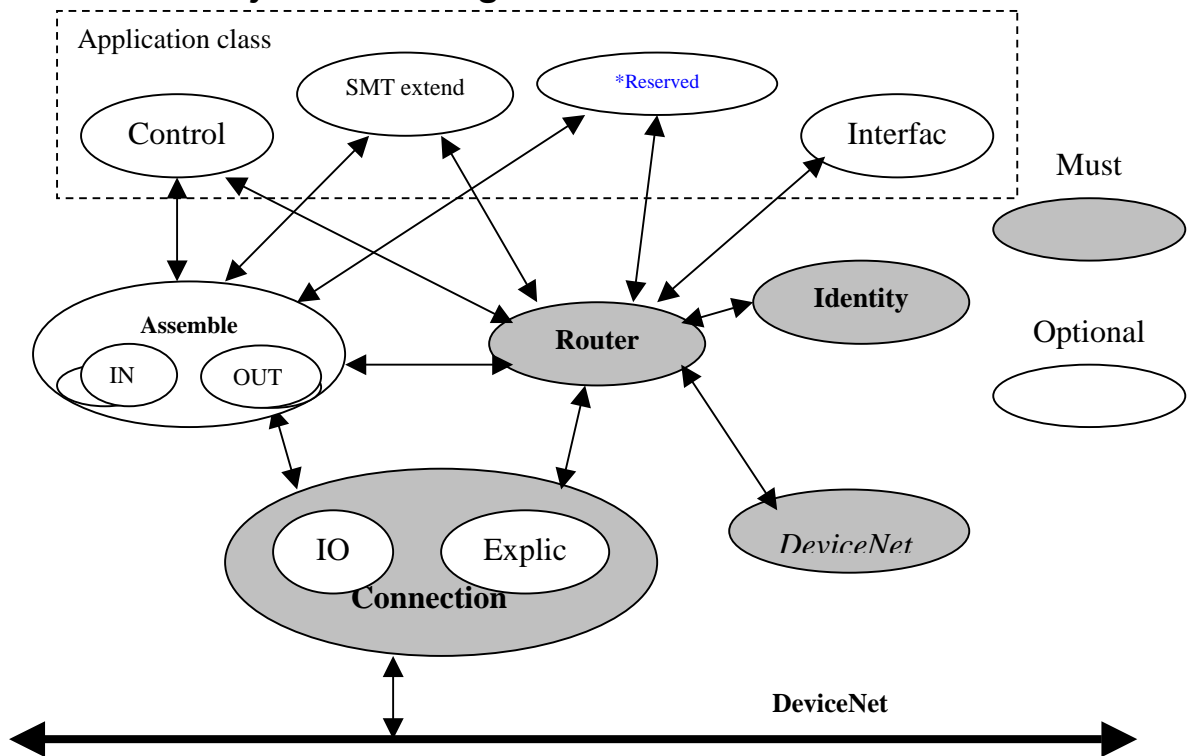 Application class
SMT extend
*Reserved
Control
Interfac
Must
Identity
Assemble
Router
Optional
IN
OUT
IO
Explic
DeviceNet
Connection
DeviceNet